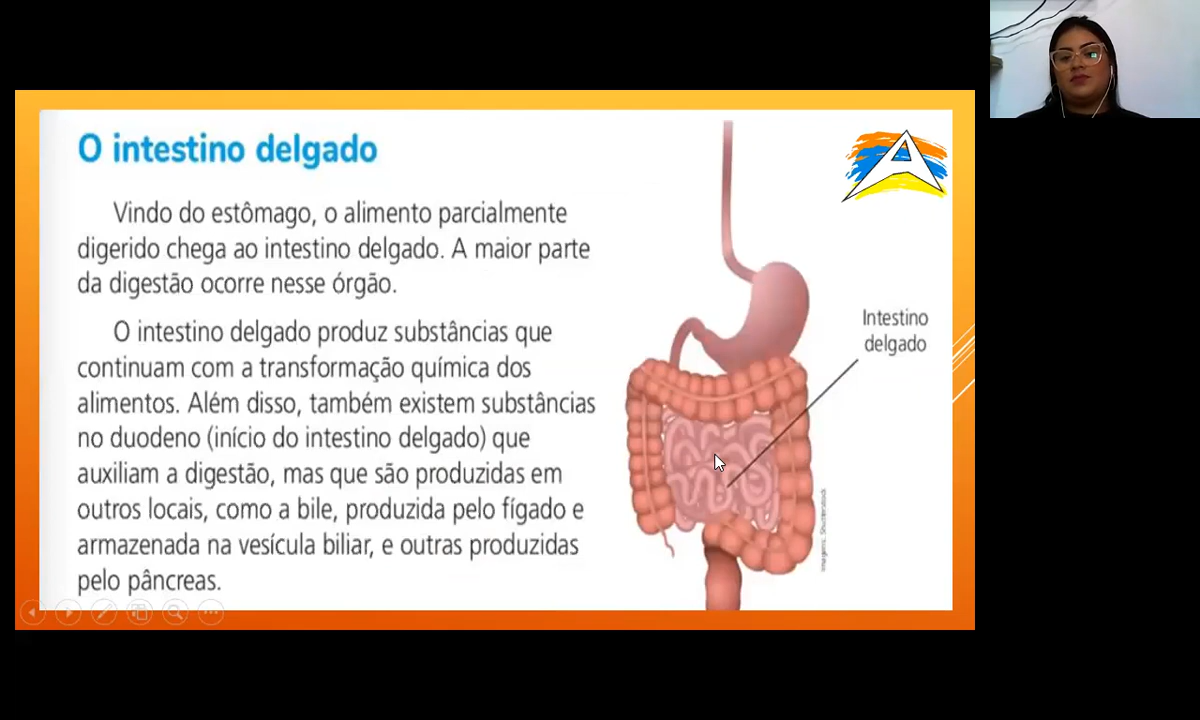 O intestino delgado
Vindo do estômago, o alimento parcialmente
digerido chega ao intestino delgado. A maior parte
da digestão ocorre nesse órgão.
O intestino delgado produz substâncias que
continuam com a transformação química dos
alimentos. Além disso, também existem substâncias
no duodeno (início do intestino delgado) que
auxiliam a digestão, mas que são produzidas em
outros locais, como a bile, produzida pelo fígado e
armazenada na vesícula biliar, e outras produzidas
pelo pâncreas.
Intestino
delgado
Imagens: Shutterstock
A